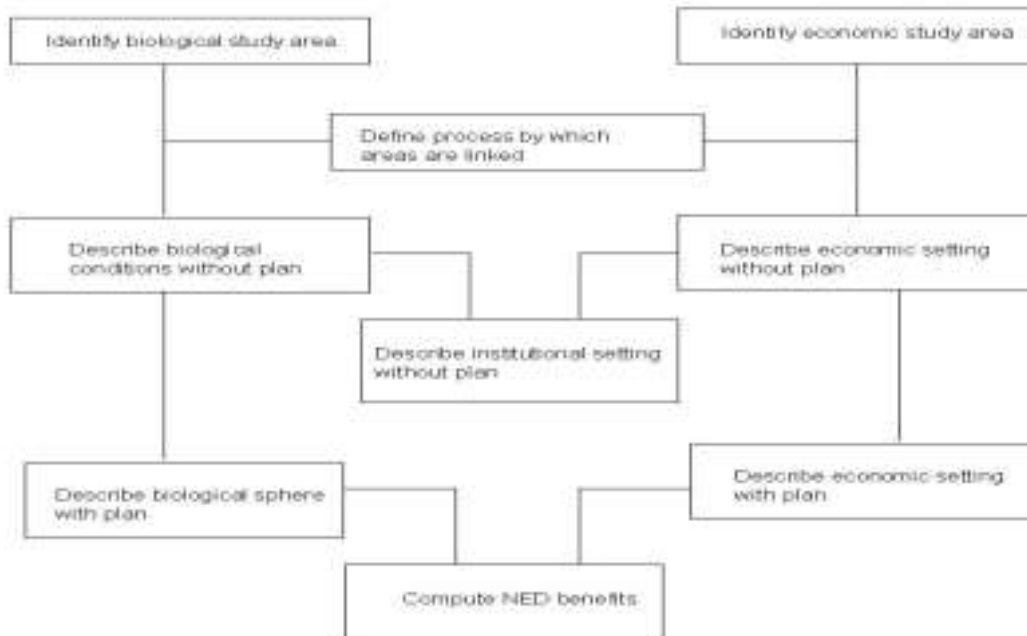 Identify biological study area
Identify economic study area
Define process by which
areas are linked
Describe biological
conditions without plan
Describe economic setting
without plan
Describe institutional setting
without plan
Describe biological sphere
with plan
Describe economic setting
with plan
Compute NED benefits